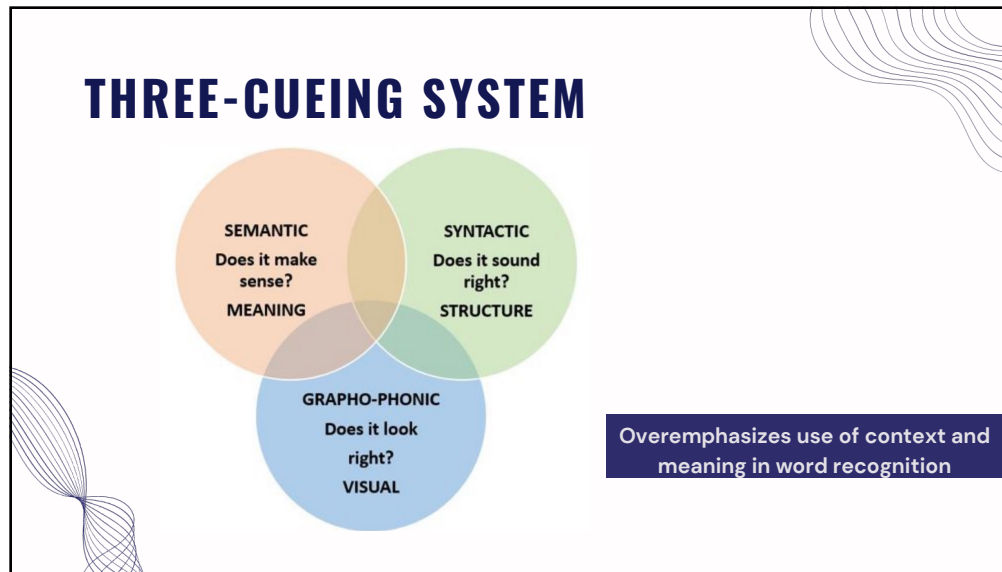 THREE-CUEING SYSTEM
SEMANTIC
Does it make
sense?
MEANING
SYNTACTIC
Does it sound
right?
STRUCTURE
GRAPHO-PHONIC
Does it look
right?
VISUAL
Overemphasizes use of context and
meaning in word recognition